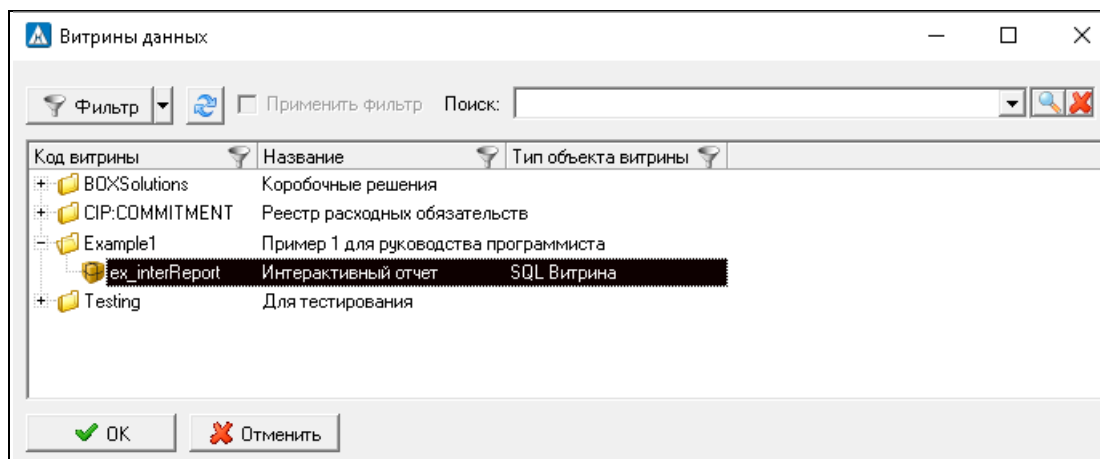 Витрины данных
Фильтр Применить фильтр Поиск:
Код витрины Название Тип объекта витрины
BOXSolutions Коробочные решения
CIP:COMMITMENT Реестр расходных обязательств
Example1 Пример 1 для руководства программиста
ex_interReport Интерактивный отчет SQL Витрина
Testing Для тестирования
OK Отменить